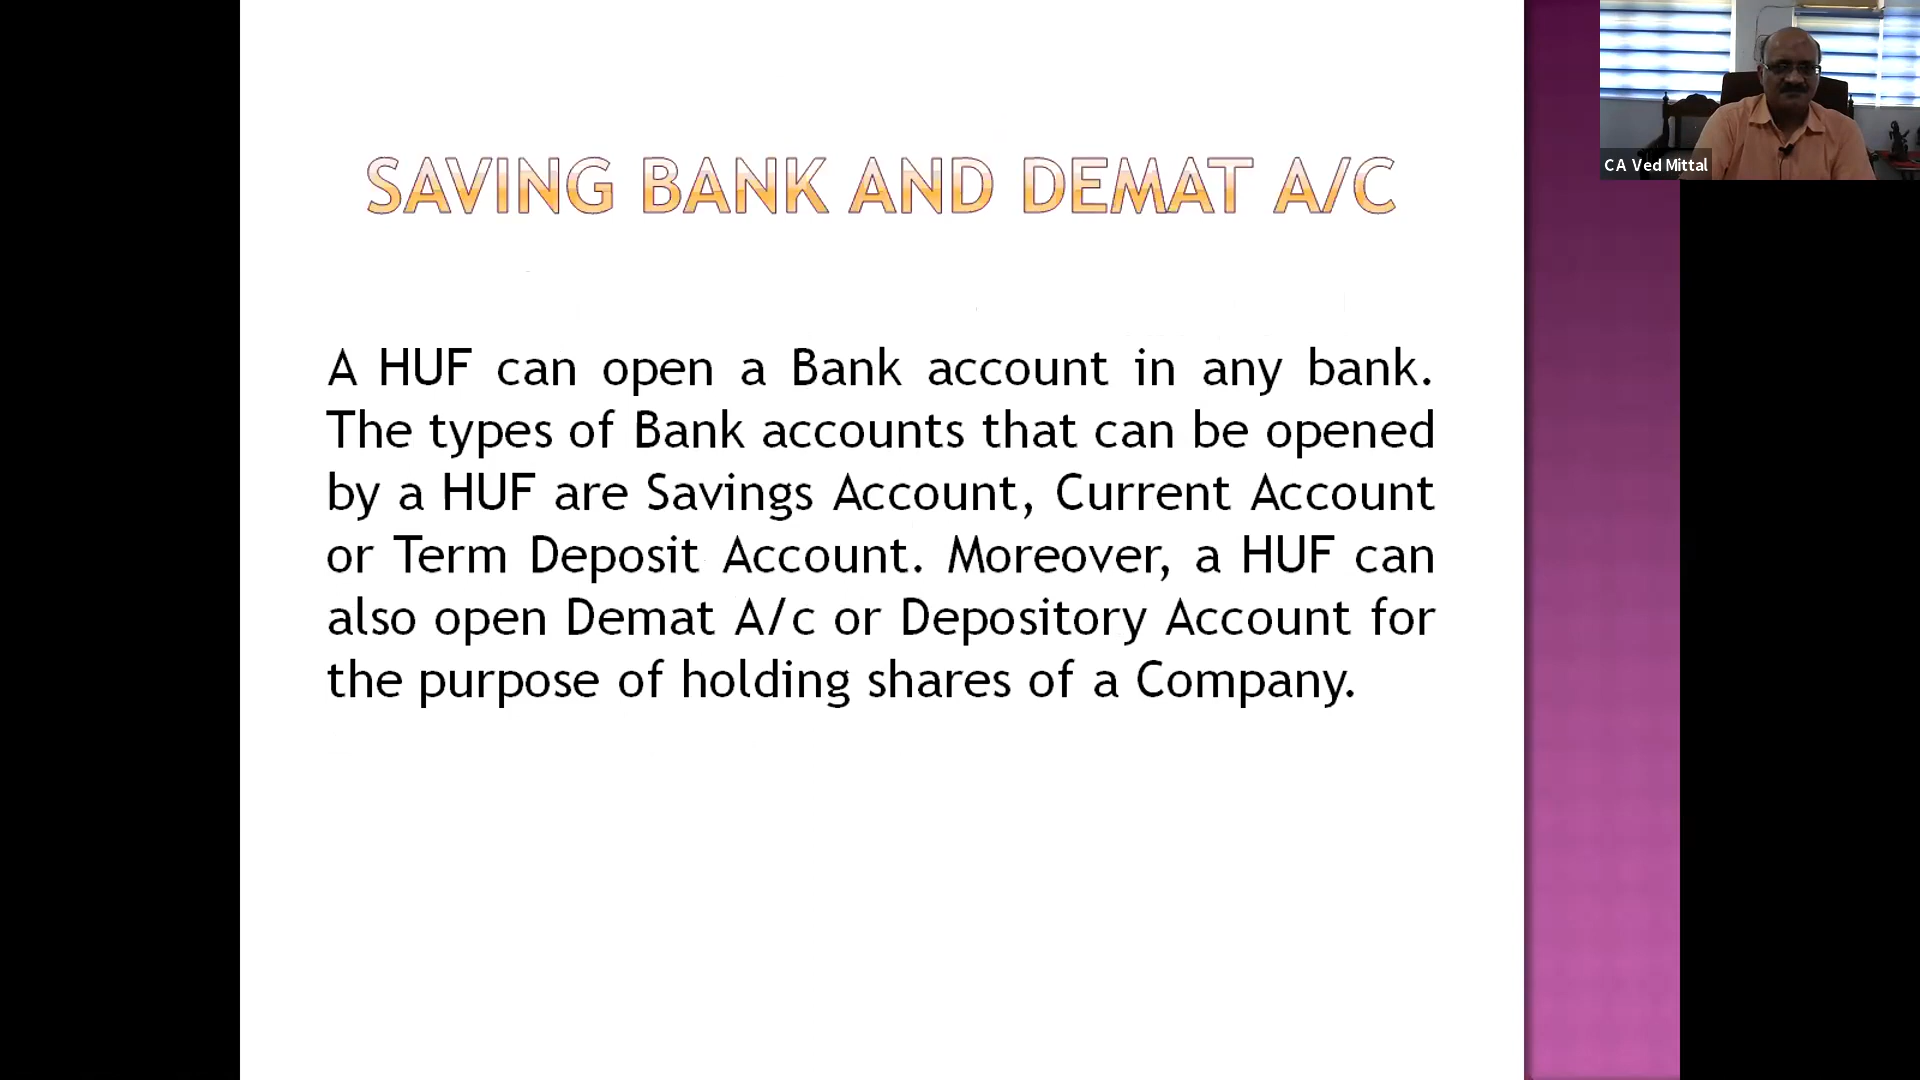 SAVING BANK AND DEMAT A/C
A HUF can open a Bank account in any bank.
The types of Bank accounts that can be opened
by a HUF are Savings Account, Current Account
or Term Deposit Account. Moreover, a HUF can
also open Demat A/c or Depository Account for
the purpose of holding shares of a Company.
CA Ved Mittal